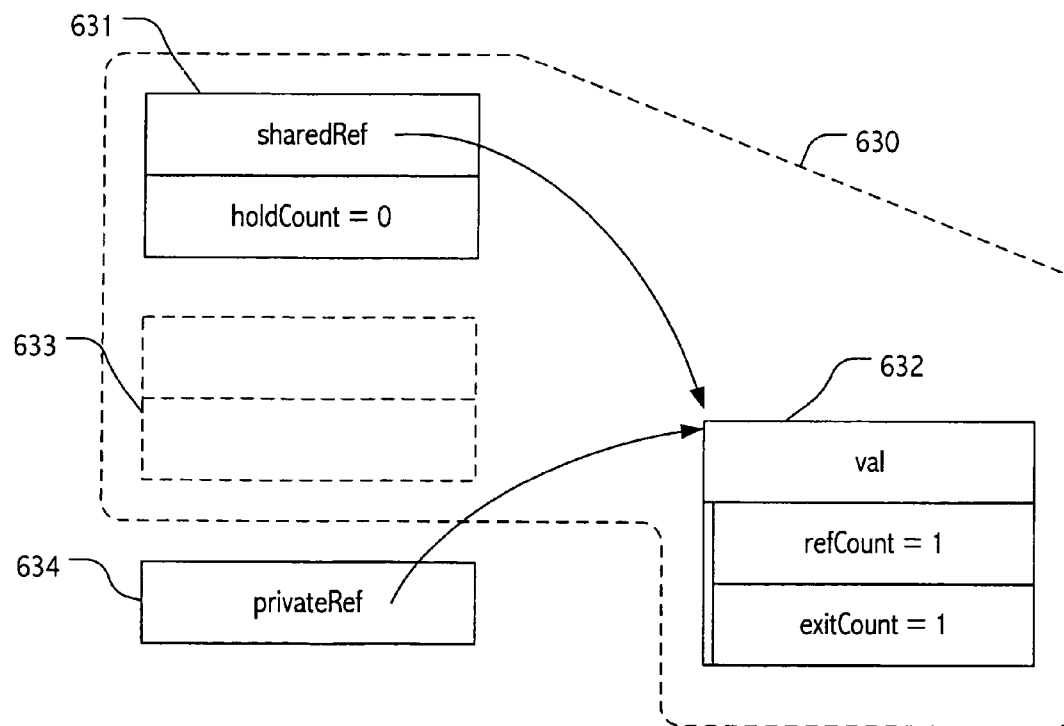 631
sharedRef
630
holdCount = 0
633
632
val
refCount = 1
634
privateRef
exitCount = 1